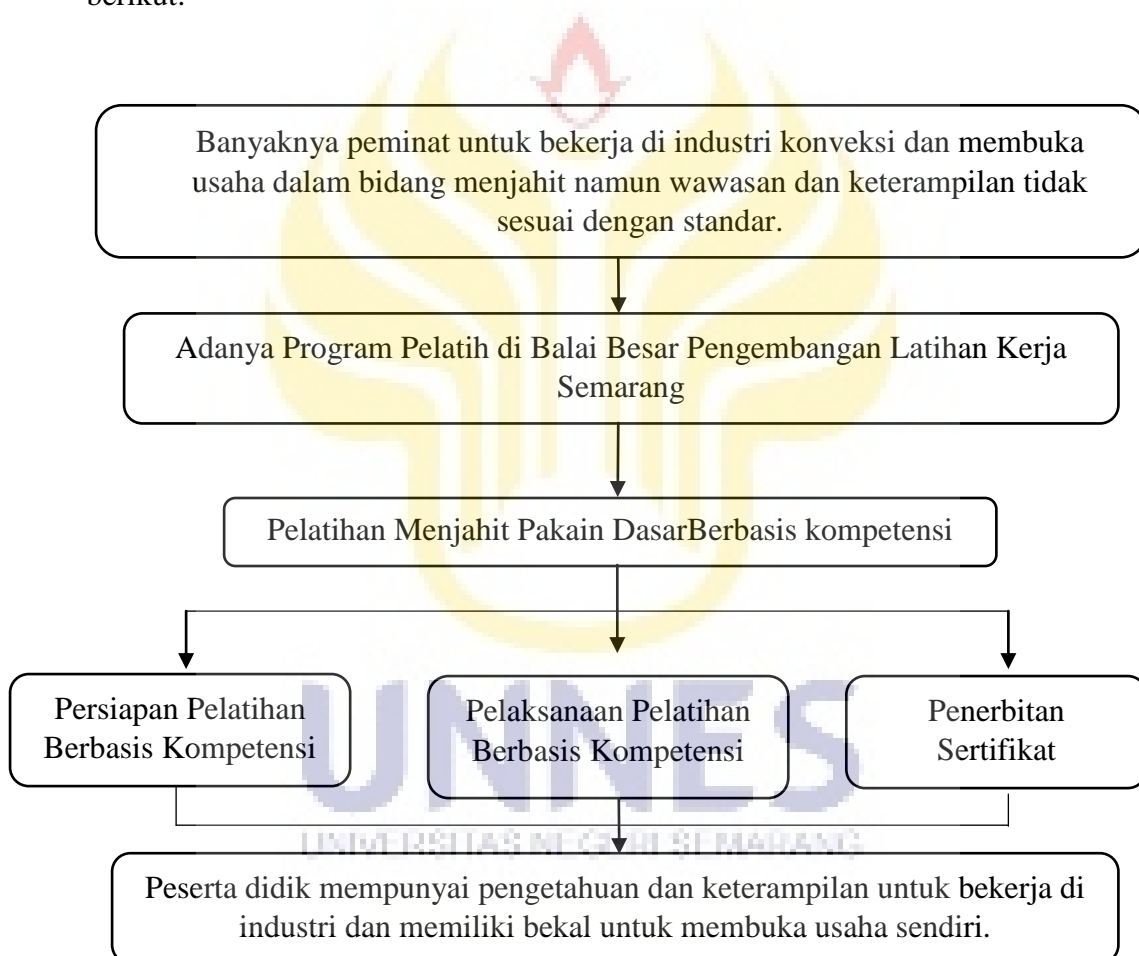 berikut:
Banyaknya peminat untuk bekerja di industri konveksi dan membuka
usaha dalam bidang menjahit namun wawasan dan keterampilan tidak
sesuai dengan standar.
Adanya Program Pelatih di Balai Besar Pengembangan Latihan Kerja
Semarang
Pelatihan Menjahit Pakain DasarBerbasis kompetensi
Persiapan Pelatihan
Berbasis Kompetensi
Pelaksanaan Pelatihan
Berbasis Kompetensi
Penerbitan
Sertifikat
UNNES
UNIVERSITAS NEGERI SEMARANG
Peserta didik mempunyai pengetahuan dan keterampilan untuk bekerja di
industri dan memiliki bekal untuk membuka usaha sendiri.